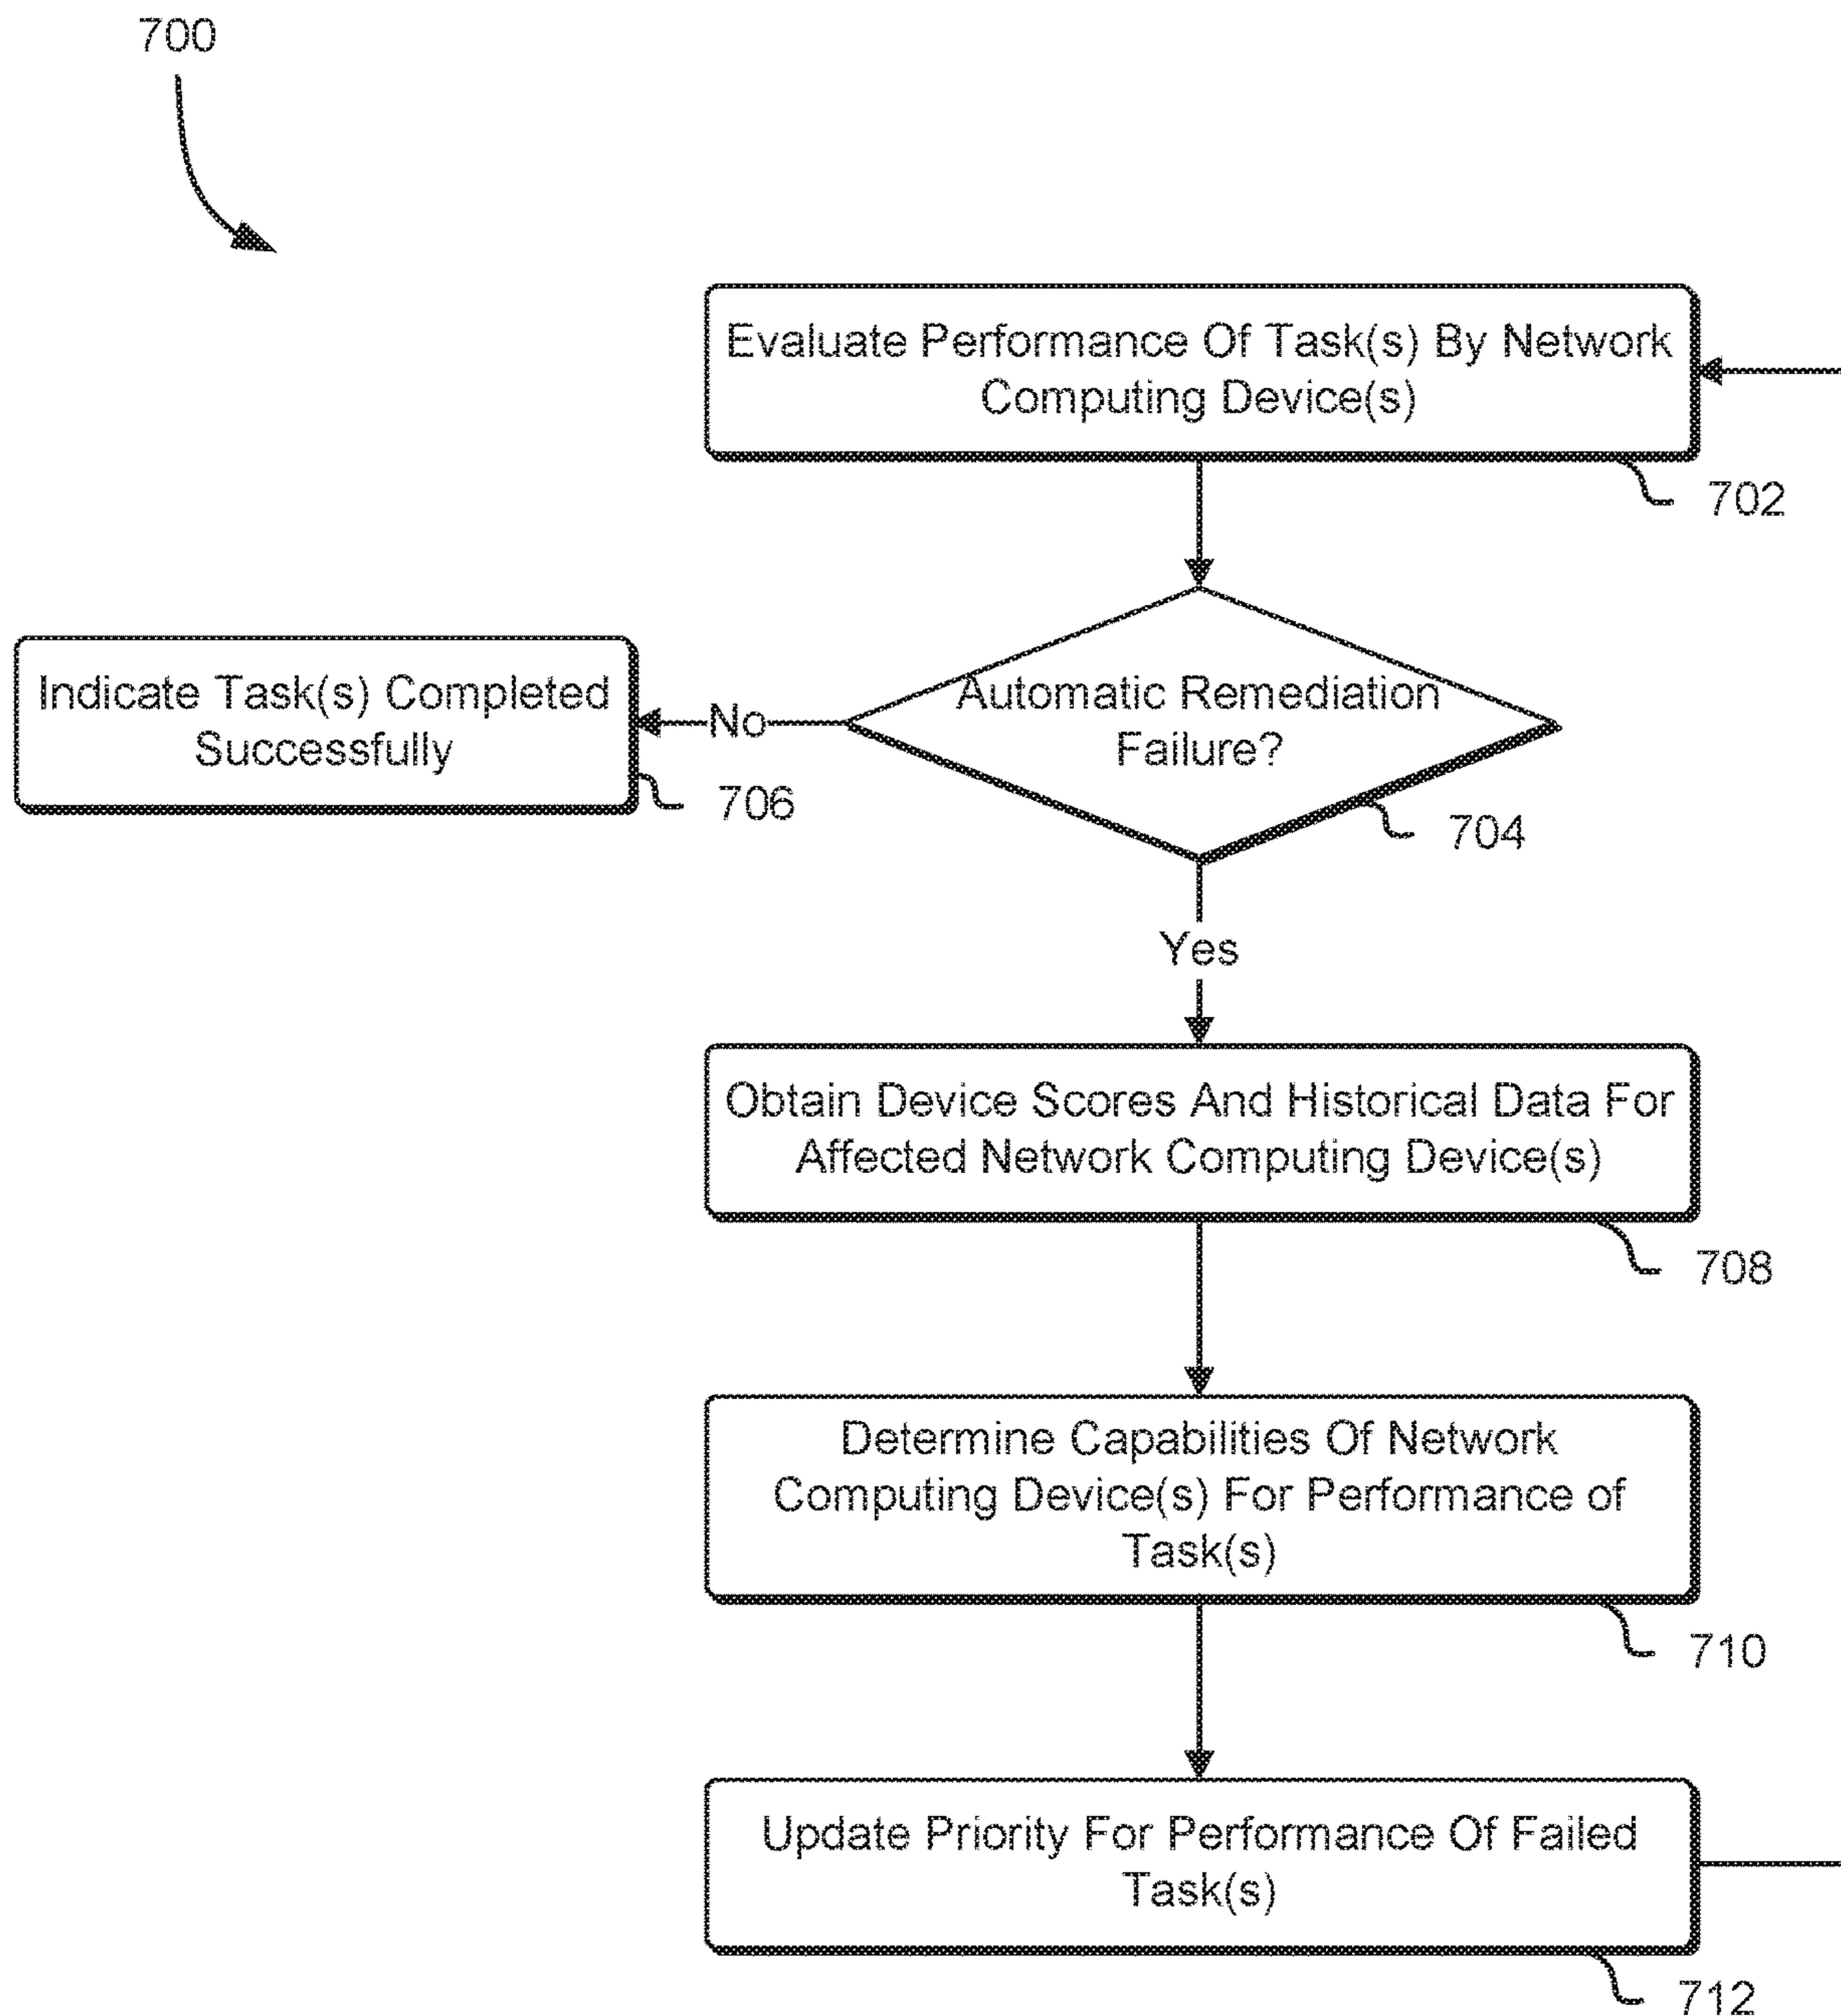 700
Evaluate Performance Of Task(s) By Network
Computing Device(s)
702
Automatic Remediation
Failure?
704
No
Indicate Task(s) Completed
Successfully
706
Yes
Obtain Device Scores And Historical Data For
Affected Network Computing Device(s)
708
Determine Capabilities Of Network
Computing Device(s) For Performance of
Task(s)
710
Update Priority For Performance Of Failed
Task(s)
712